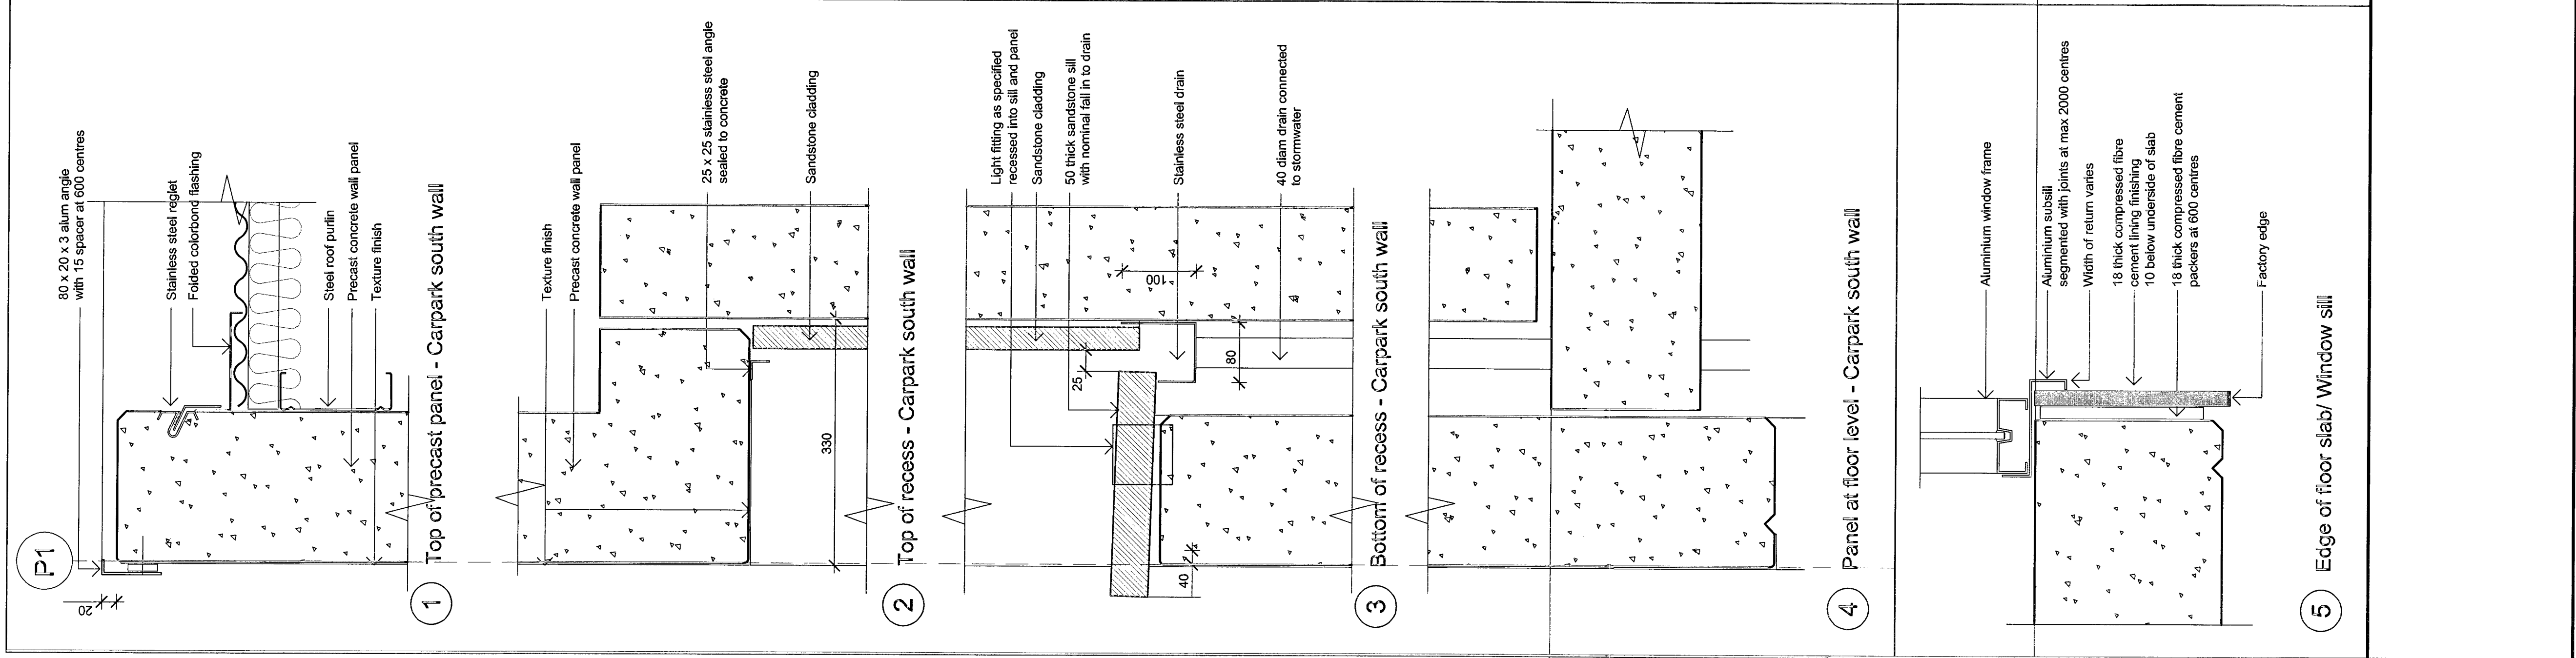 P1
80 x 20 x 3 alum angle
with 15 spacer at 600 centres
20
Stainless steel reglet
Folded colorbond flashing
Steel roof purlin
Precast concrete wall panel
Texture finish
1
Top of precast panel - Carpark south wall
Texture finish
Precast concrete wall panel
25 x 25 stainless steel angle
sealed to concrete
Sandstone cladding
330
2
Top of recess - Carpark south wall
Light fitting as specified
recessed into sill and panel
Sandstone cladding
50 thick sandstone sill
with nominal fall in to drain
Stainless steel drain
40 diam drain connected
to stormwater
100
25
80
40
3
Bottom of recess - Carpark south wall
4
Panel at floor level - Carpark south wall
Aluminium window frame
Aluminium subsill
segmented with joints at max 2000 centres
Width of return varies
18 thick compressed fibre
cement lining finishing
10 below underside of slab
18 thick compressed fibre cement
packers at 600 centres
Factory edge
5
Edge of floor slab/ Window sill